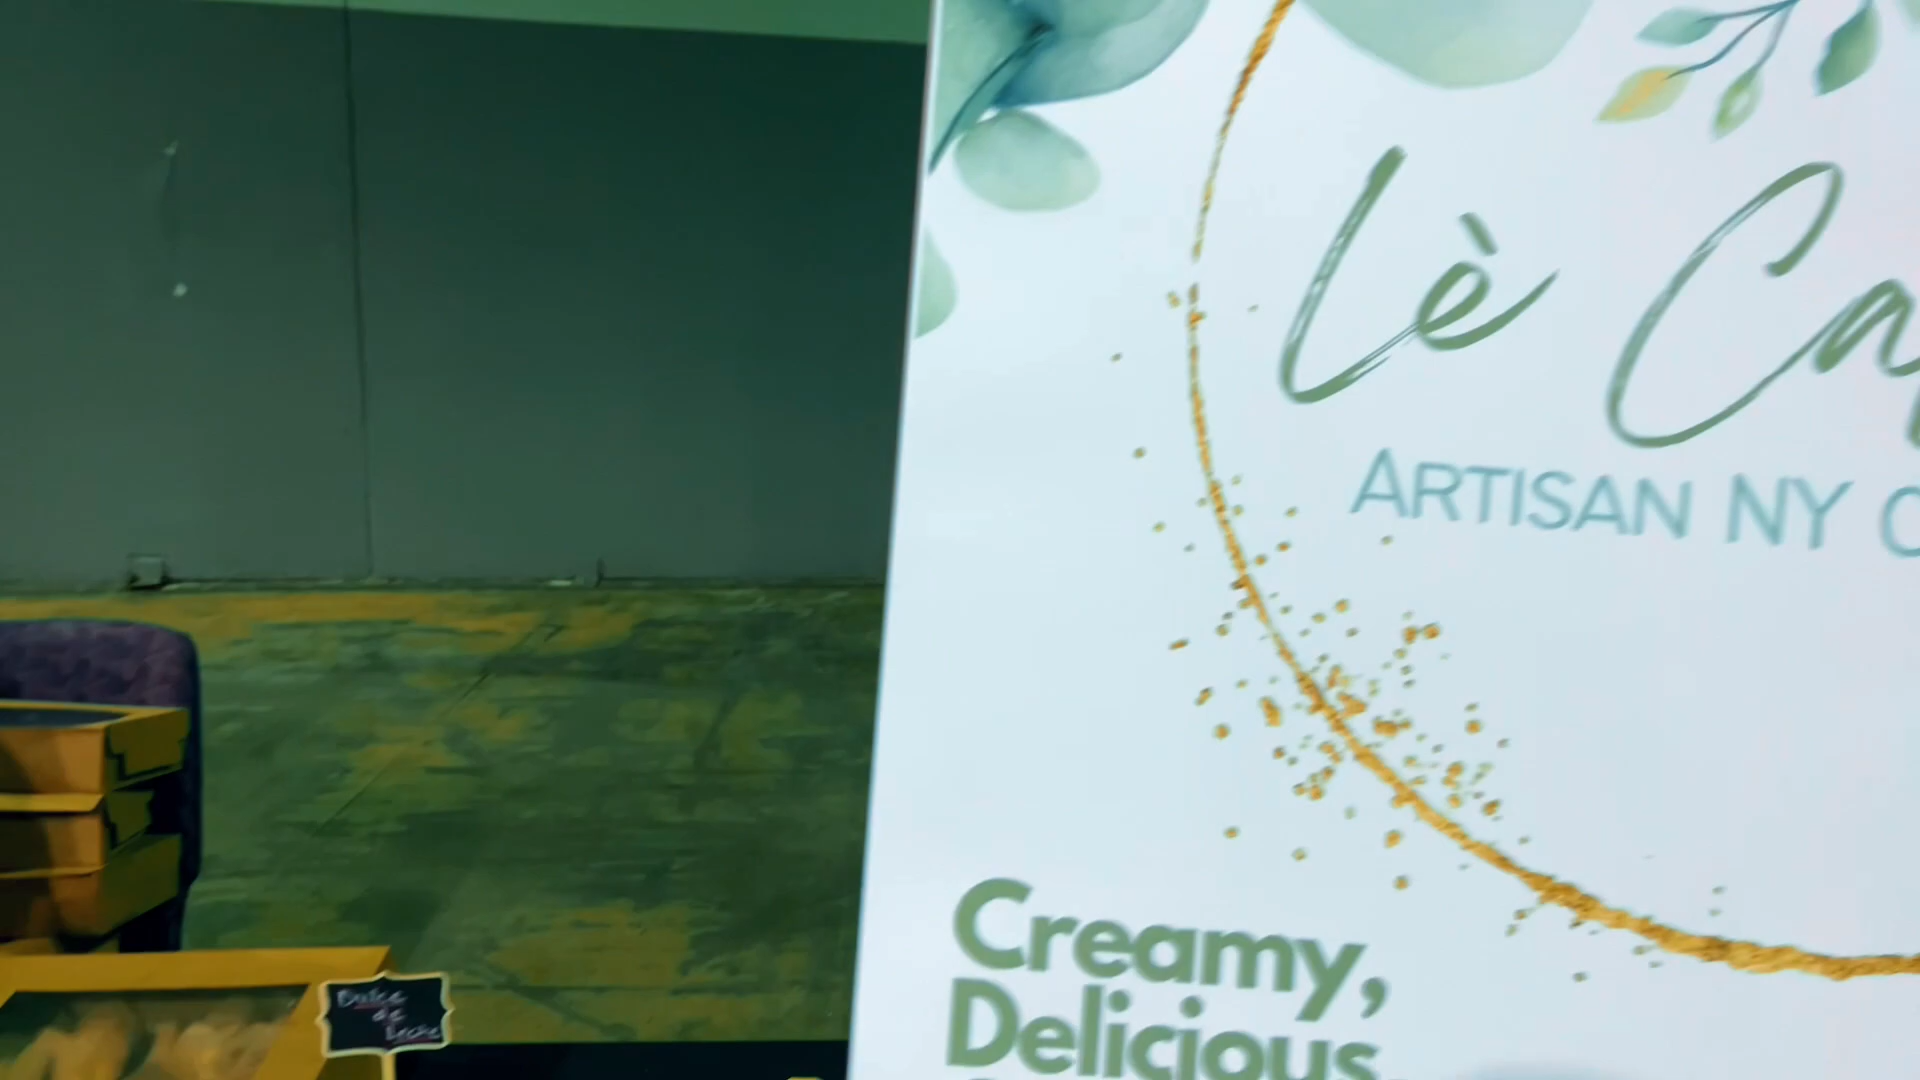 Lè Ca
ARTISAN NY C
Creamy,
Delicious
Dulce
de
Leche